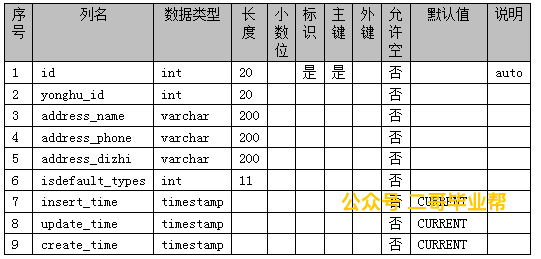 序号 列名 数据类型 长度 小数位 标识 主键 外键 允许空 默认值 说明
1 id int 20 是 是 否 auto
2 yonghu_id int 20 否
3 address_name varchar 200 否
4 address_phone varchar 200 否
5 address_dizhi varchar 200 否
6 isdefault_types int 11 否
7 insert_time timestamp 否 CURRENT
8 update_time timestamp 否 CURRENT
9 create_time timestamp 否 CURRENT
公众号 二哥毕业帮